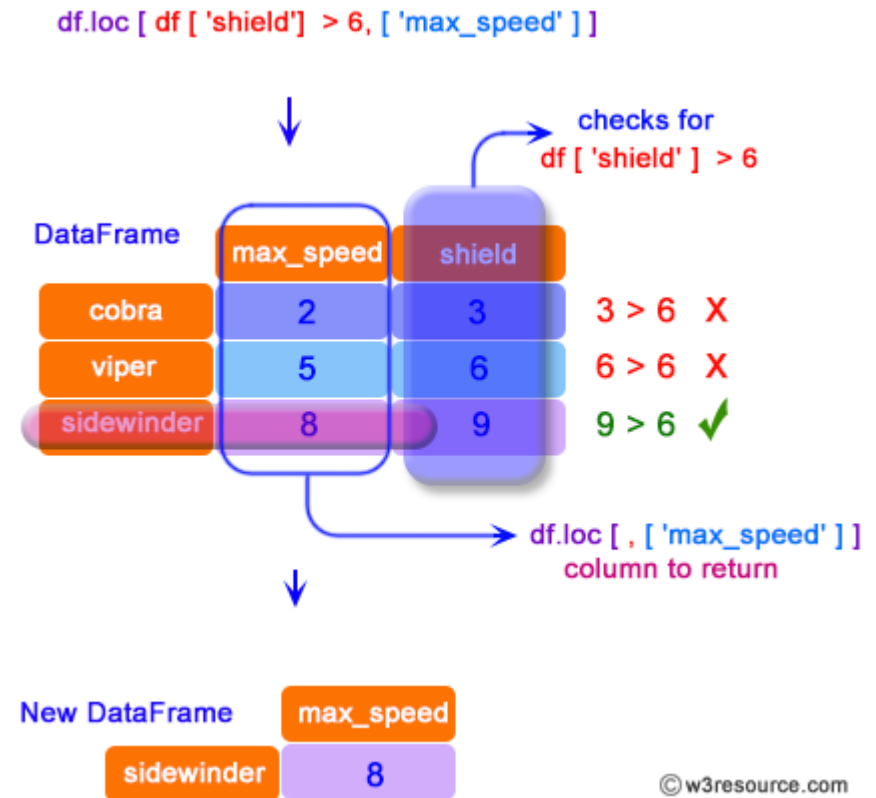 df.loc [ df [ 'shield'] > 6, [ 'max_speed' ] ]
checks for
df [ 'shield' ] > 6
DataFrame
max_speed shield
cobra 2 3 3 > 6 X
viper 5 6 6 > 6 X
sidewinder 8 9 9 > 6 ✓
df.loc [ , [ 'max_speed' ] ]
column to return
New DataFrame max_speed
sidewinder 8
©w3resource.com